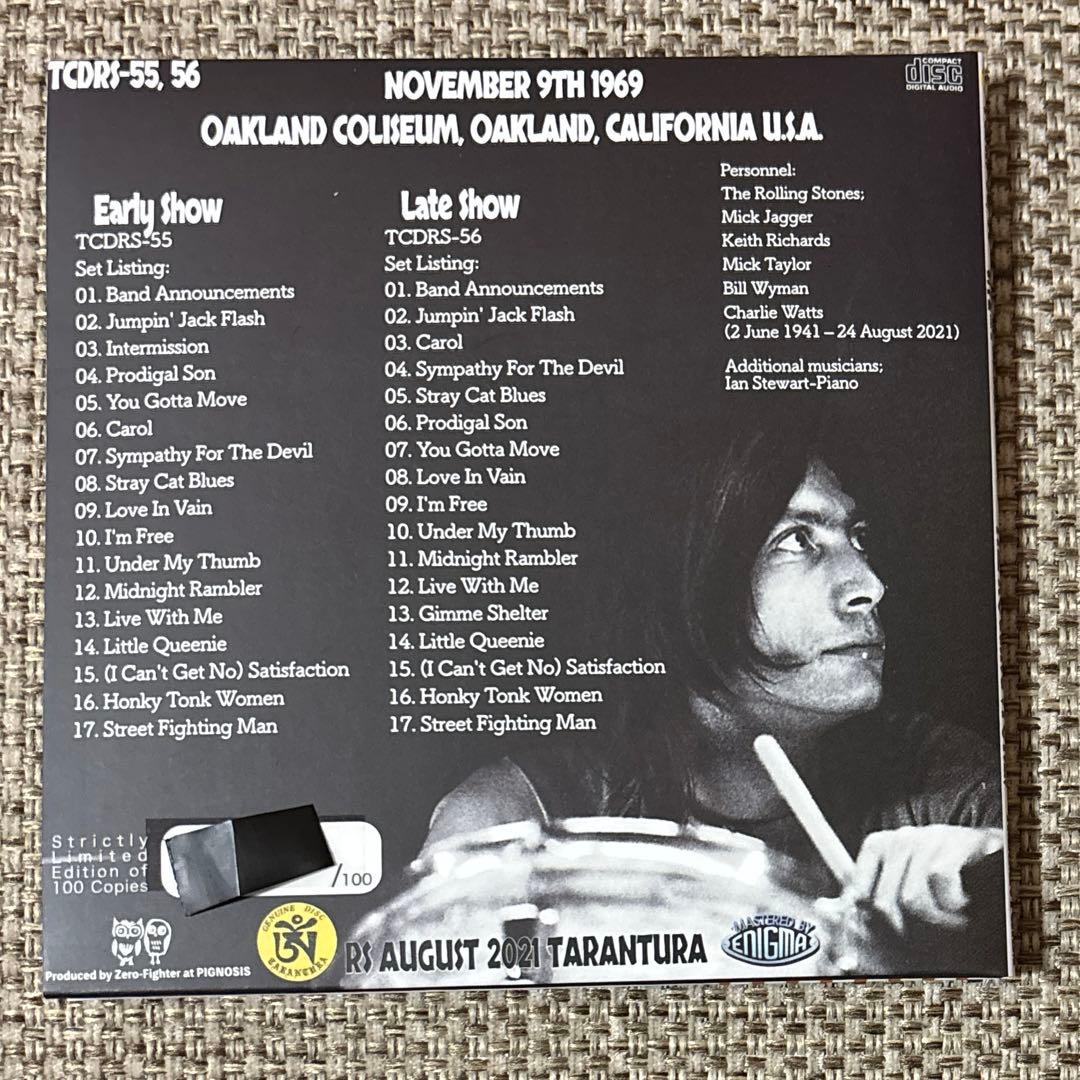 TCDRS-55, 56
NOVEMBER 9TH 1969
OAKLAND COLISEUM, OAKLAND, CALIFORNIA U.S.A.
COMPACT
disc
DIGITAL AUDIO
Early Show
TCDRS-55
Set Listing:
01. Band Announcements
02. Jumpin' Jack Flash
03. Intermission
04. Prodigal Son
05. You Gotta Move
06. Carol
07. Sympathy For The Devil
08. Stray Cat Blues
09. Love In Vain
10. I'm Free
11. Under My Thumb
12. Midnight Rambler
13. Live With Me
14. Little Queenie
15. (I Can't Get No) Satisfaction
16. Honky Tonk Women
17. Street Fighting Man
Late Show
TCDRS-56
Set Listing:
01. Band Announcements
02. Jumpin' Jack Flash
03. Carol
04. Sympathy For The Devil
05. Stray Cat Blues
06. Prodigal Son
07. You Gotta Move
08. Love In Vain
09. I'm Free
10. Under My Thumb
11. Midnight Rambler
12. Live With Me
13. Gimme Shelter
14. Little Queenie
15. (I Can't Get No) Satisfaction
16. Honky Tonk Women
17. Street Fighting Man
Personnel:
The Rolling Stones;
Mick Jagger
Keith Richards
Mick Taylor
Bill Wyman
Charlie Watts
(2 June 1941 – 24 August 2021)
Additional musicians;
Ian Stewart-Piano
Strictly
Limited
Edition of
100 Copies
/100
Produced by Zero-Fighter at PIGNOSIS
GENUINE DISC
TARANTURA
RS AUGUST 2021 TARANTURA
MASTERED BY
ENIGMA